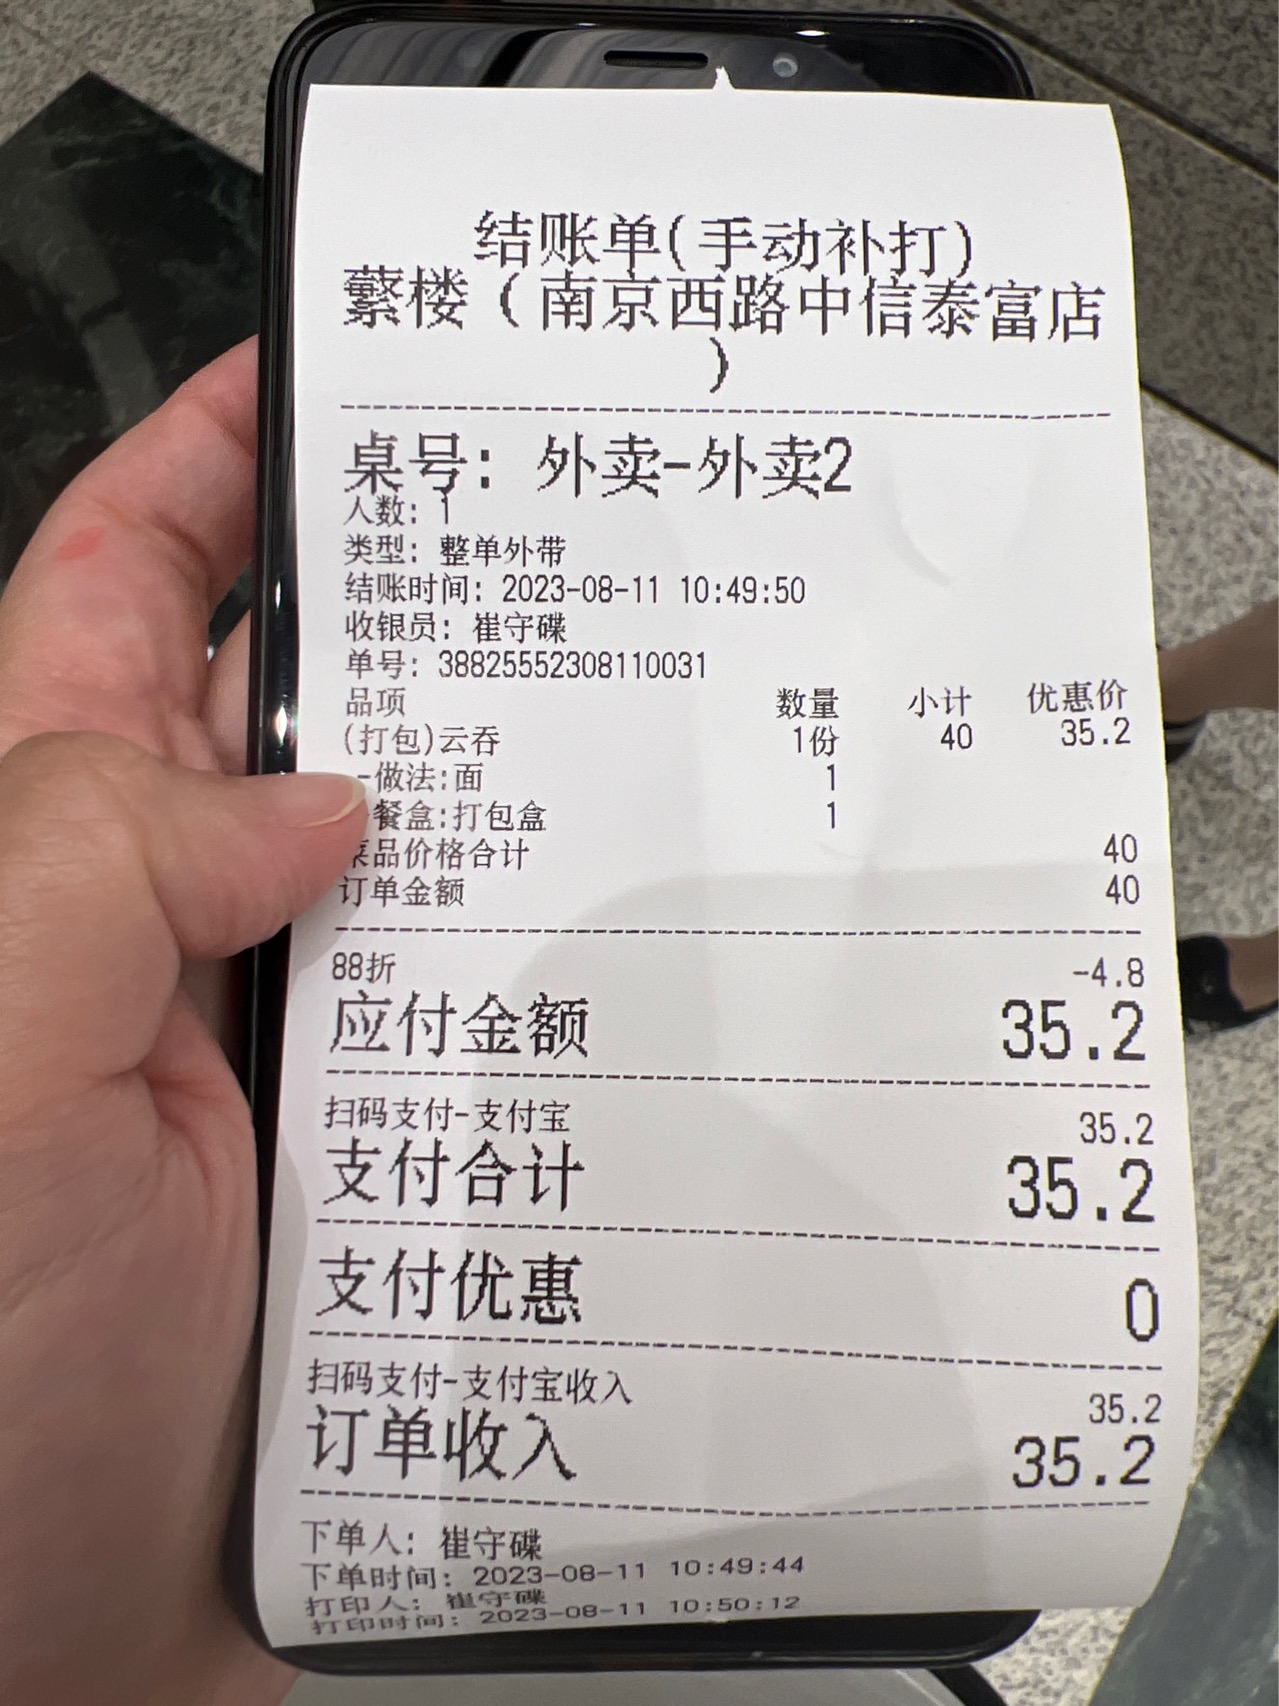 结账单(手动补打)
蘩楼（南京西路中信泰富店
）
桌号: 外卖-外卖2
人数: 1
类型: 整单外带
结账时间: 2023-08-11 10:49:50
收银员: 崔守碟
单号: 38825552308110031
品项 数量 小计 优惠价
(打包)云吞 1份 40 35.2
-做法:面 1
餐盒:打包盒 1
菜品价格合计 40
订单金额 40
88折 -4.8
应付金额 35.2
扫码支付-支付宝 35.2
支付合计 35.2
支付优惠 0
扫码支付-支付宝收入 35.2
订单收入 35.2
下单人: 崔守碟
下单时间: 2023-08-11 10:49:44
打印人: 崔守碟
打印时间: 2023-08-11 10:50:12